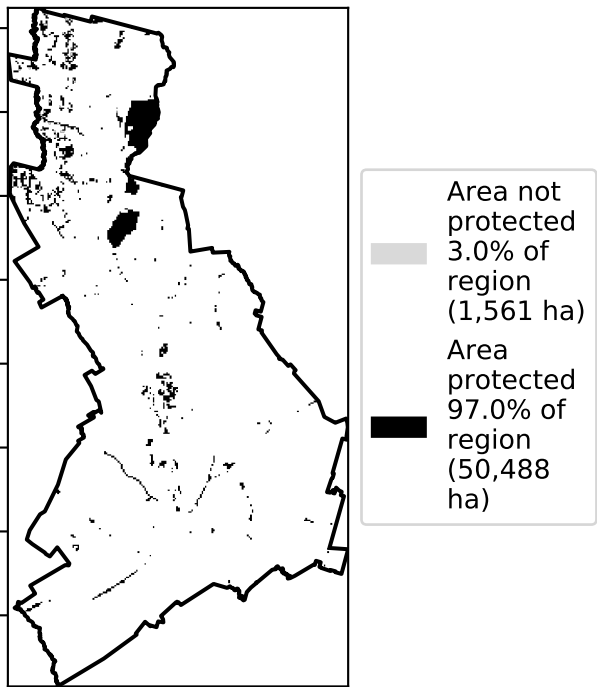 Area not
protected
3.0% of
region
(1,561 ha)
Area
protected
97.0% of
region
(50,488
ha)